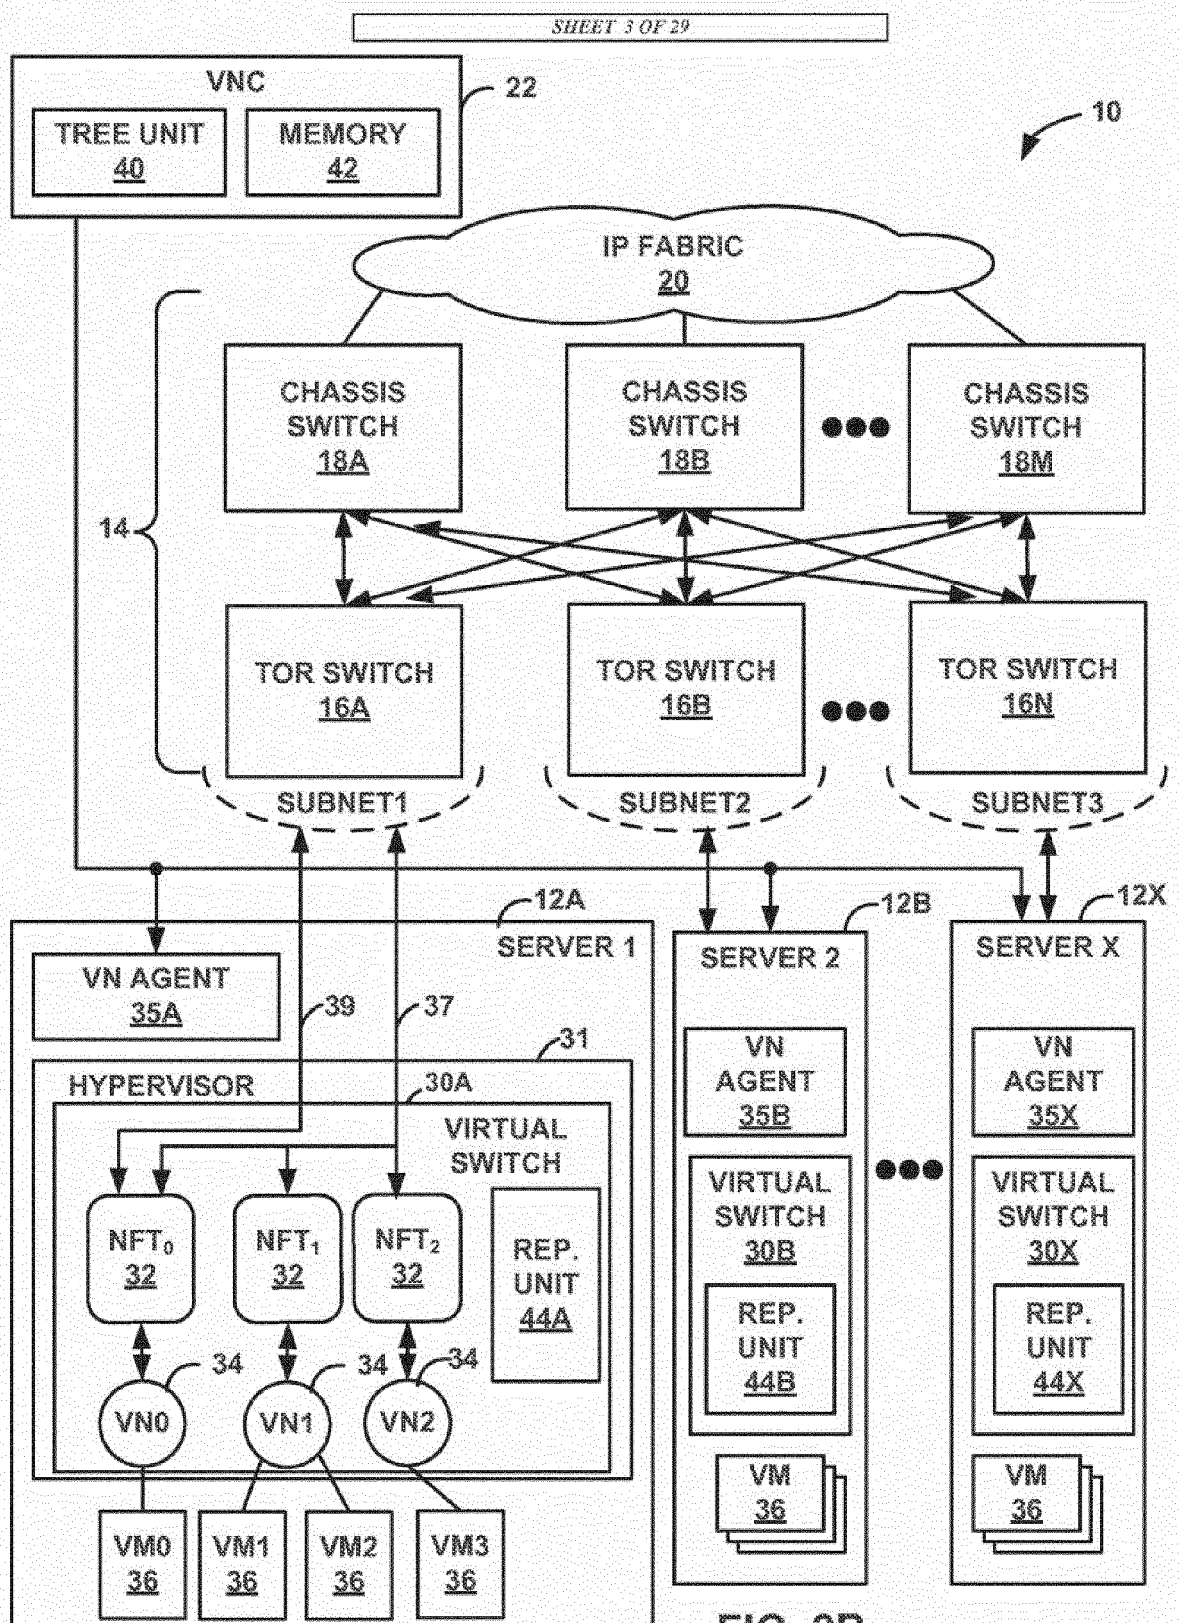 SHEET 3 OF 29
VNC
22
TREE UNIT
40
MEMORY
42
10
IP FABRIC
20
14
CHASSIS
SWITCH
18A
CHASSIS
SWITCH
18B
CHASSIS
SWITCH
18M
TOR SWITCH
16A
TOR SWITCH
16B
TOR SWITCH
16N
SUBNET1
SUBNET2
SUBNET3
12A
SERVER 1
VN AGENT
35A
39
37
31
HYPERVISOR
30A
VIRTUAL
SWITCH
NFT0
32
NFT1
32
NFT2
32
REP.
UNIT
44A
34
34
34
VN0
VN1
VN2
VM0
36
VM1
36
VM2
36
VM3
36
12B
SERVER 2
VN
AGENT
35B
VIRTUAL
SWITCH
30B
REP.
UNIT
44B
VM
36
12X
SERVER X
VN
AGENT
35X
VIRTUAL
SWITCH
30X
REP.
UNIT
44X
VM
36